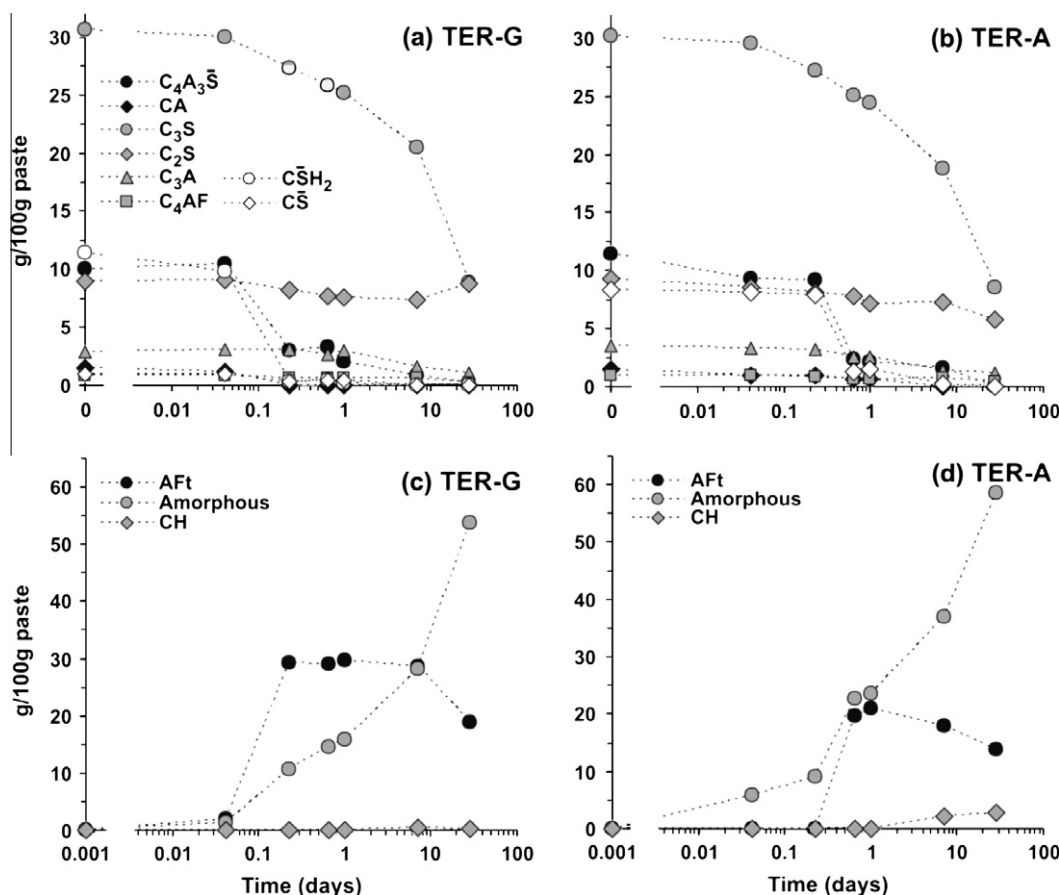 (a) TER-G
(b) TER-A
g/100g paste
30
25
20
15
10
5
0
C₄A₃S̄
CA
C₃S
C₂S
C₃A
C₄AF
CS̄H₂
CS̄
0 0.01 0.1 1 10 100
30
25
20
15
10
5
0
0 0.01 0.1 1 10 100
(c) TER-G
(d) TER-A
g/100g paste
60
50
40
30
20
10
0
AFt
Amorphous
CH
0.001 0.01 0.1 1 10 100
Time (days)
60
50
40
30
20
10
0
AFt
Amorphous
CH
0.001 0.01 0.1 1 10 100
Time (days)